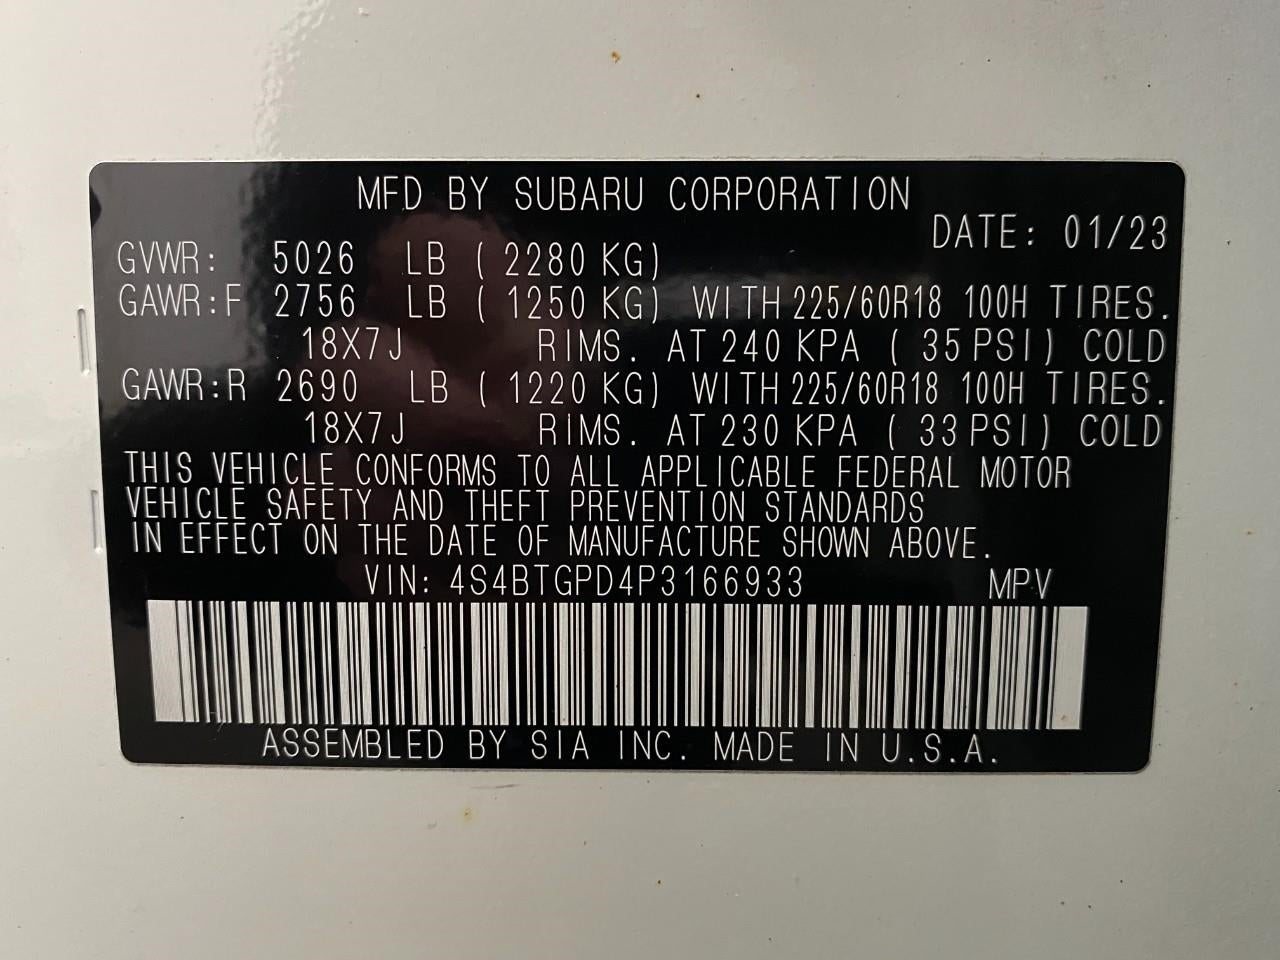 MFD BY SUBARU CORPORATION
DATE: 01/23
GVWR: 5026 LB ( 2280 KG)
GAWR:F 2756 LB ( 1250 KG) WITH 225/60R18 100H TIRES.
18X7J RIMS. AT 240 KPA ( 35 PSI) COLD
GAWR:R 2690 LB ( 1220 KG) WITH 225/60R18 100H TIRES.
18X7J RIMS. AT 230 KPA ( 33 PSI) COLD
THIS VEHICLE CONFORMS TO ALL APPLICABLE FEDERAL MOTOR
VEHICLE SAFETY AND THEFT PREVENTION STANDARDS
IN EFFECT ON THE DATE OF MANUFACTURE SHOWN ABOVE.
VIN: 4S4BTGPD4P3166933 MPV
ASSEMBLED BY SIA INC. MADE IN U.S.A.